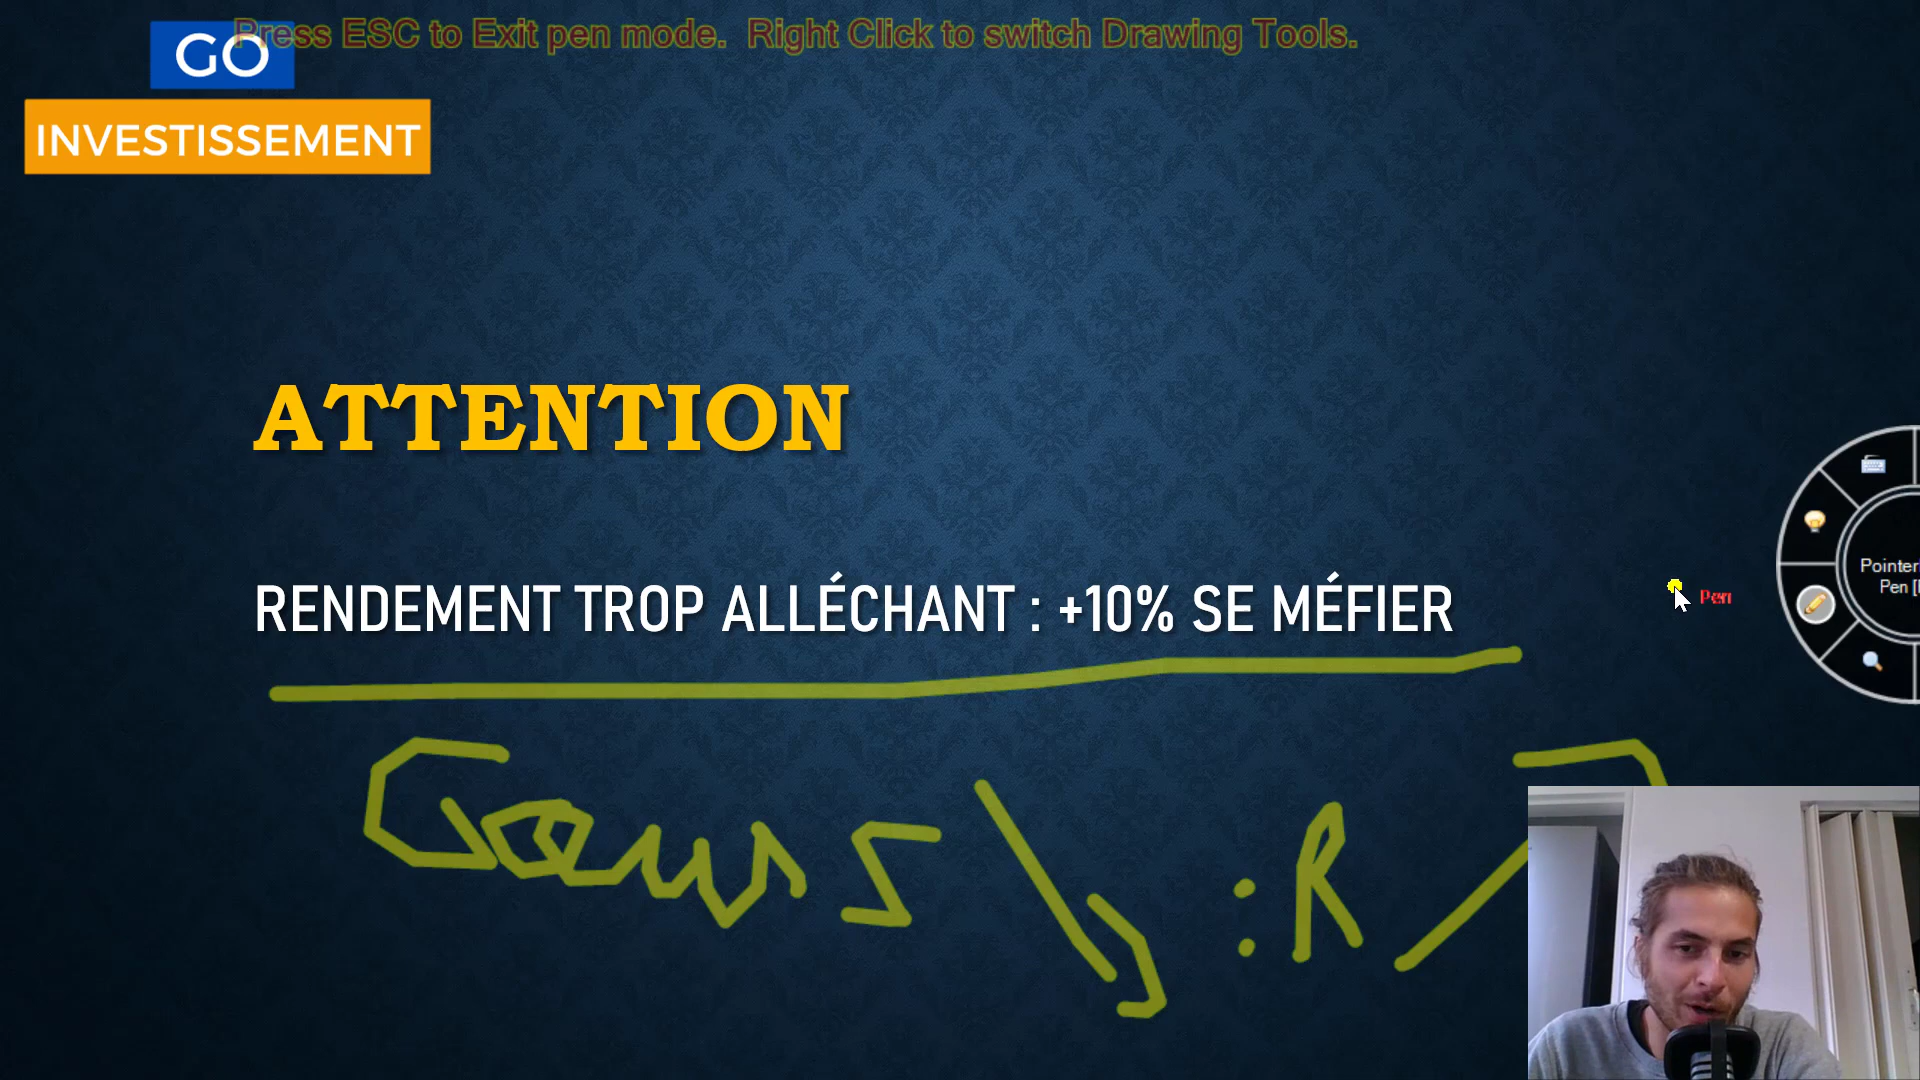 Press ESC to Exit pen mode. Right Click to switch Drawing Tools.
GO
INVESTISSEMENT
ATTENTION
RENDEMENT TROP ALLÉCHANT : +10% SE MÉFIER
Pen
Pointer
Pen [
Cours ↘ : R ↗